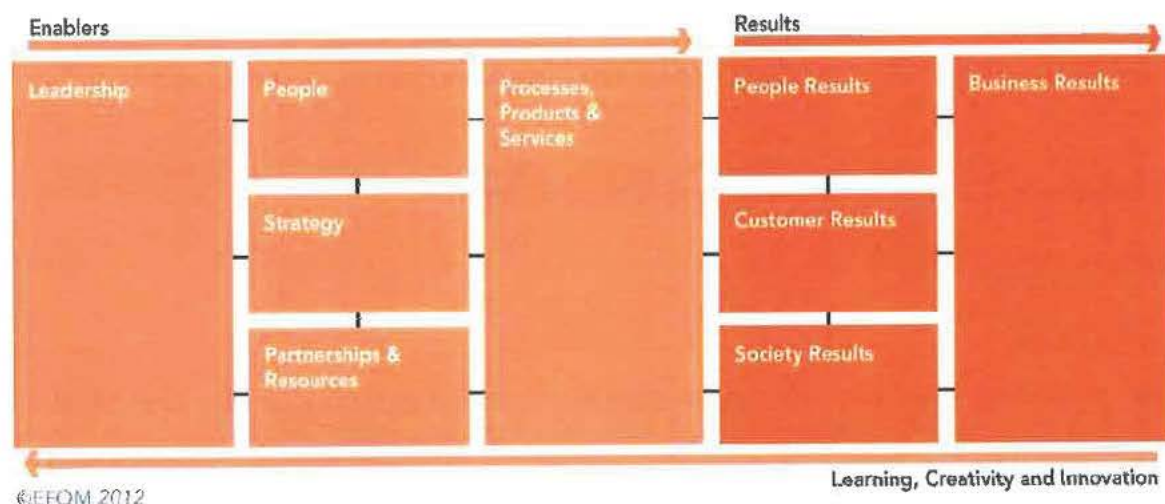 Enablers
Results
Leadership
People
Processes,
Products &
Services
People Results
Business Results
Strategy
Customer Results
Partnerships &
Resources
Society Results
Learning, Creativity and Innovation
©EFQM 2012